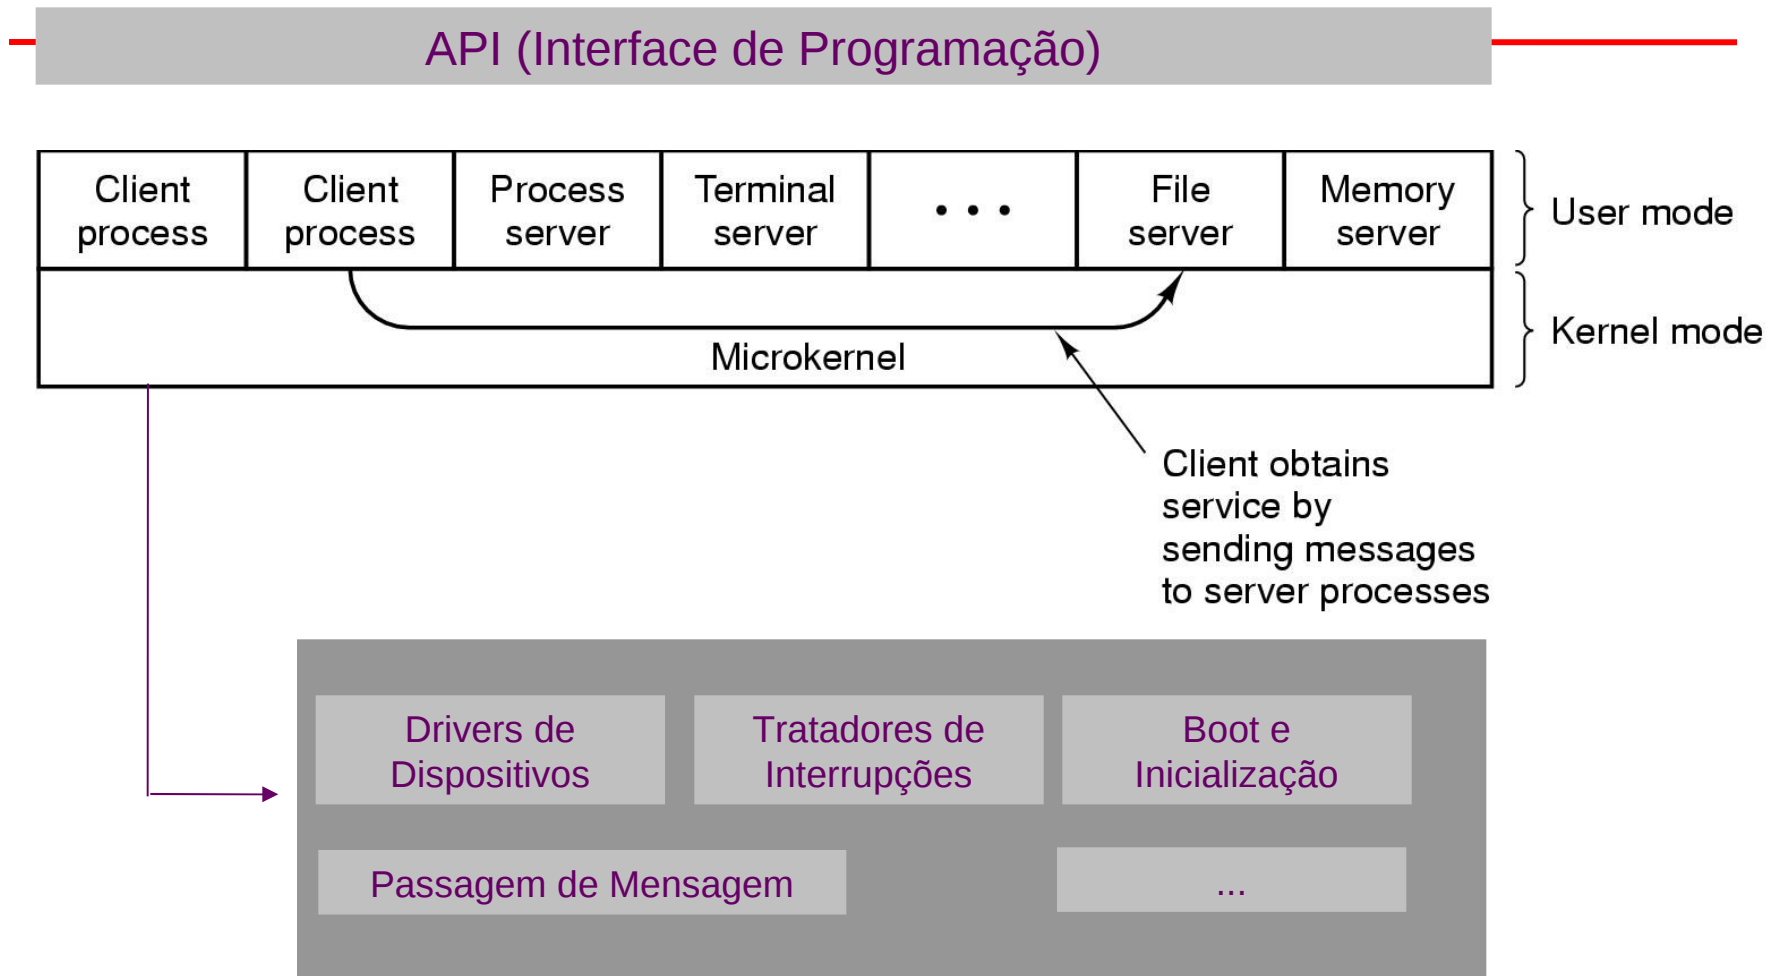 API (Interface de Programação)
Client process
Client process
Process server
Terminal server
• • •
File server
Memory server
User mode
Microkernel
Kernel mode
Client obtains
service by
sending messages
to server processes
Drivers de
Dispositivos
Tratadores de
Interrupções
Boot e
Inicialização
Passagem de Mensagem
...